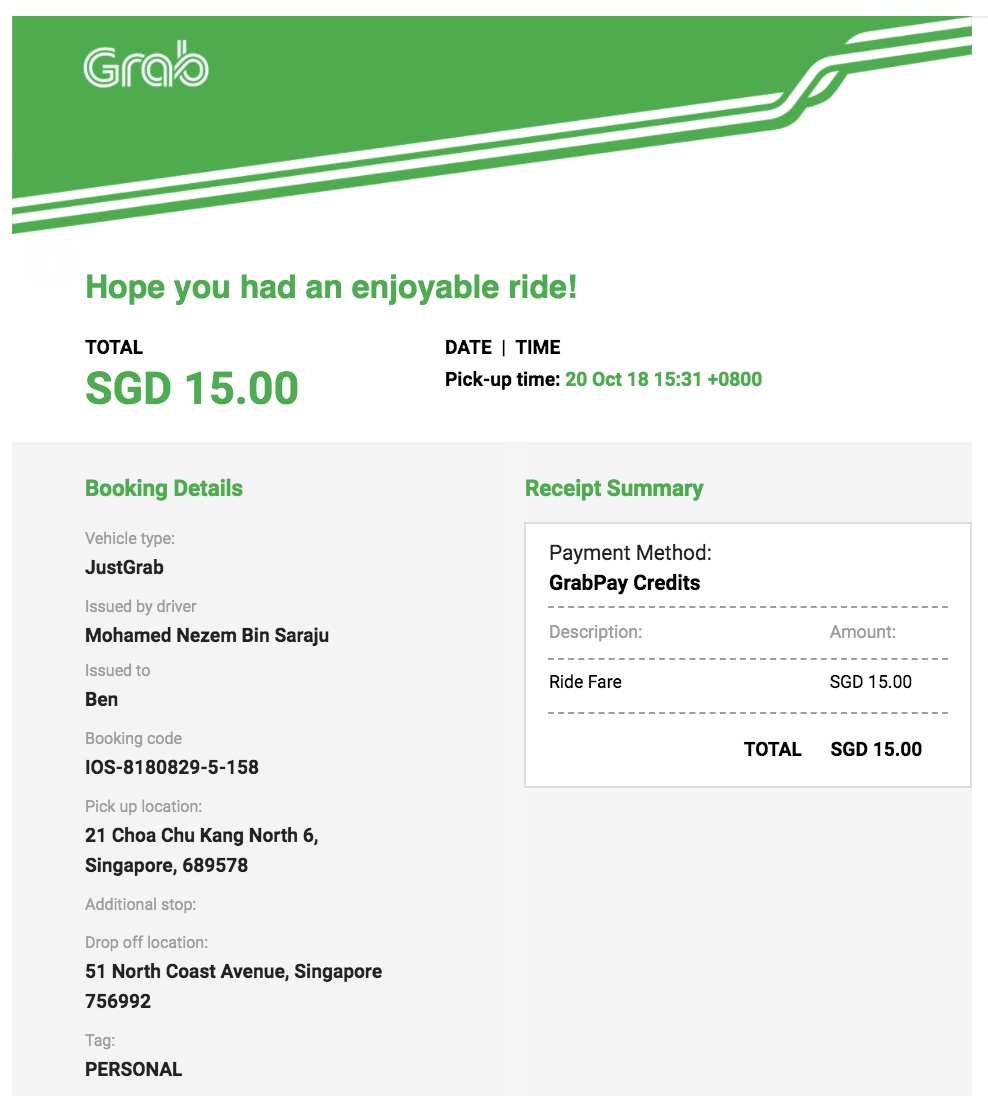 Grab
Hope you had an enjoyable ride!
TOTAL
SGD 15.00
DATE | TIME
Pick-up time: 20 Oct 18 15:31 +0800
Booking Details
Vehicle type:
JustGrab
Issued by driver
Mohamed Nezem Bin Saraju
Issued to
Ben
Booking code
IOS-8180829-5-158
Pick up location:
21 Choa Chu Kang North 6,
Singapore, 689578
Additional stop:
Drop off location:
51 North Coast Avenue, Singapore
756992
Tag:
PERSONAL
Receipt Summary
Payment Method:
GrabPay Credits
Description: Amount:
Ride Fare SGD 15.00
TOTAL SGD 15.00